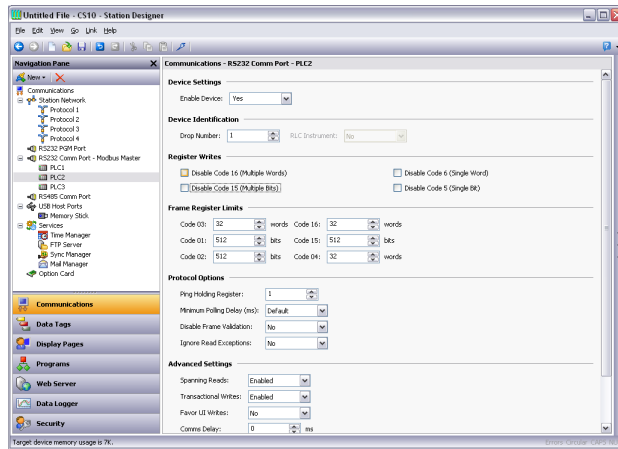 Untitled File - CS10 - Station Designer
File Edit View Go Link Help
Navigation Pane
New
Communications
Station Network
Protocol 1
Protocol 2
Protocol 3
Protocol 4
RS232 PGM Port
RS232 Comm Port - Modbus Master
PLC1
PLC2
PLC3
RS485 Comm Port
USB Host Ports
Memory Stick
Services
Time Manager
FTP Server
Sync Manager
Mail Manager
Option Card
Communications
Data Tags
Display Pages
Programs
Web Server
Data Logger
Security
Communications - RS232 Comm Port - PLC2
Device Settings
Enable Device: Yes
Device Identification
Drop Number: 1 RLC Instrument: No
Register Writes
Disable Code 16 (Multiple Words) Disable Code 6 (Single Word)
Disable Code 15 (Multiple Bits) Disable Code 5 (Single Bit)
Frame Register Limits
Code 03: 32 words Code 16: 32 words
Code 01: 512 bits Code 15: 512 bits
Code 02: 512 bits Code 04: 32 words
Protocol Options
Ping Holding Register: 1
Minimum Polling Delay (ms): Default
Disable Frame Validation: No
Ignore Read Exceptions: No
Advanced Settings
Spanning Reads: Enabled
Transactional Writes: Enabled
Favor UI Writes: No
Comms Delay: 0 ms
Target device memory usage is 7K.
Errors Circular CAPS